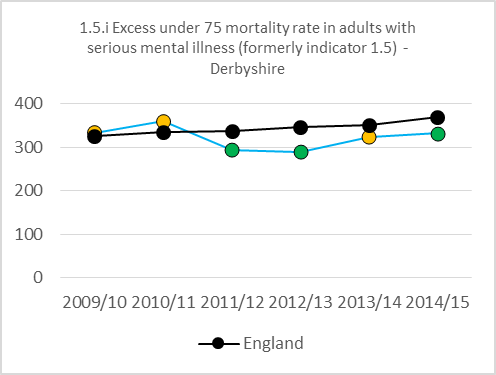 1.5.i Excess under 75 mortality rate in adults with
serious mental illness (formerly indicator 1.5) -
Derbyshire
400
300
200
100
0
2009/10 2010/11 2011/12 2012/13 2013/14 2014/15
England